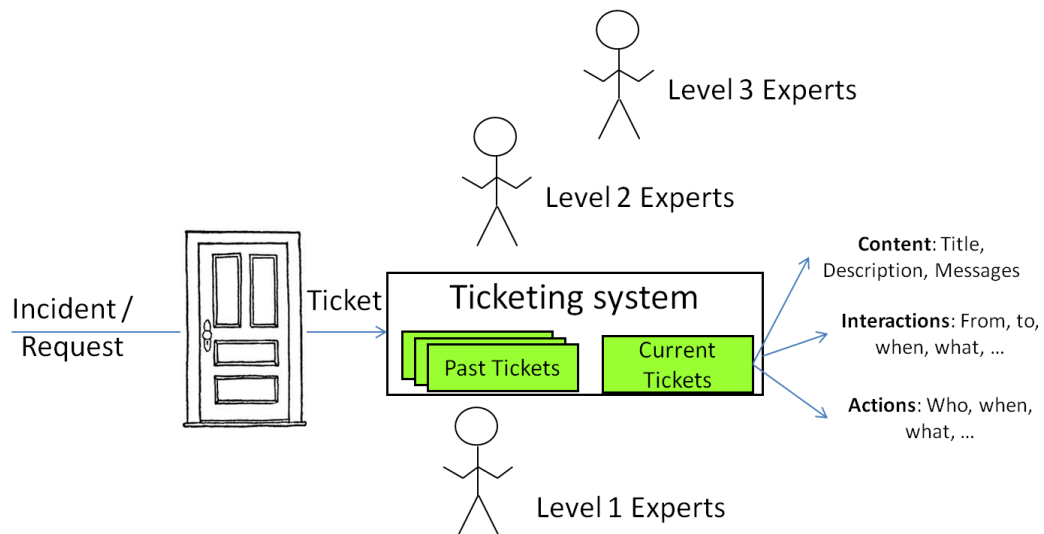 Level 3 Experts
Level 2 Experts
Content: Title,
Description, Messages
Incident /
Request
Ticket
Ticketing system
Interactions: From, to,
when, what, ...
Past Tickets
Current
Tickets
Actions: Who, when,
what, ...
Level 1 Experts